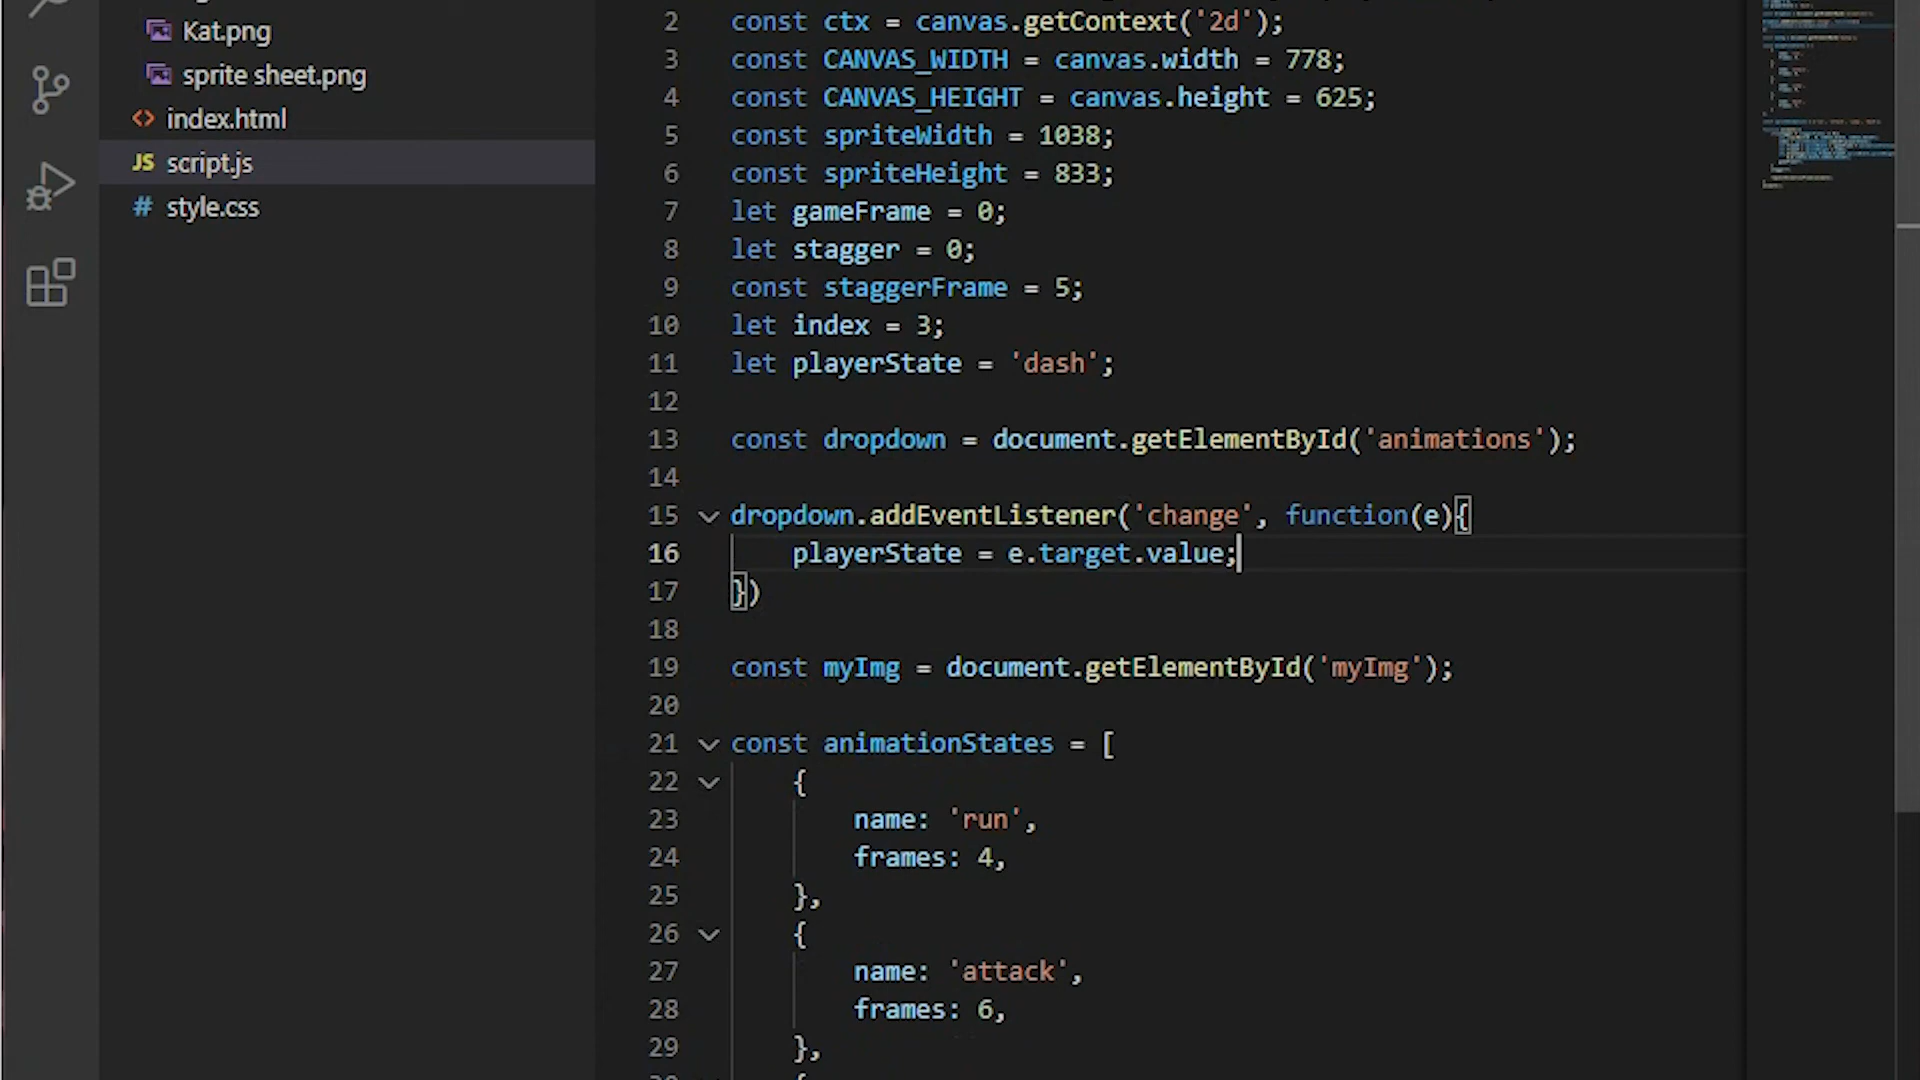 Kat.png
sprite sheet.png
index.html
JS script.js
# style.css
2 const ctx = canvas.getContext('2d');
3 const CANVAS_WIDTH = canvas.width = 778;
4 const CANVAS_HEIGHT = canvas.height = 625;
5 const spriteWidth = 1038;
6 const spriteHeight = 833;
7 let gameFrame = 0;
8 let stagger = 0;
9 const staggerFrame = 5;
10 let index = 3;
11 let playerState = 'dash';
12
13 const dropdown = document.getElementById('animations');
14
15 dropdown.addEventListener('change', function(e){
16 playerState = e.target.value;
17 })
18
19 const myImg = document.getElementById('myImg');
20
21 const animationStates = [
22 {
23 name: 'run',
24 frames: 4,
25 },
26 {
27 name: 'attack',
28 frames: 6,
29 },